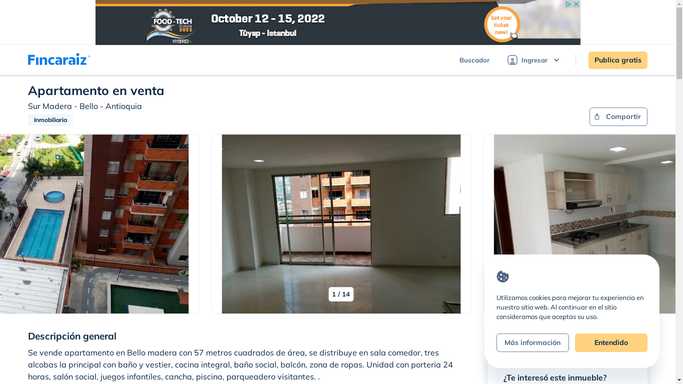 FOOD-TECH
October 12 - 15, 2022
Tüyap - Istanbul
Get your ticket now!
Fincaraiz
Buscador
Ingresar
Publica gratis
Apartamento en venta
Sur Madera - Bello - Antioquia
Inmobiliaria
Compartir
1 / 14
Utilizamos cookies para mejorar tu experiencia en
nuestro sitio web. Al continuar en el sitio
consideramos que aceptas su uso.
Más información
Entendido
Descripción general
Se vende apartamento en Bello madera con 57 metros cuadrados de área, se distribuye en sala comedor, tres
alcobas la principal con baño y vestier, cocina integral, baño social, balcón, zona de ropas. Unidad con porteria 24
horas, salón social, juegos infantiles, cancha, piscina, parqueadero visitantes. .
¿Te interesó este inmueble?